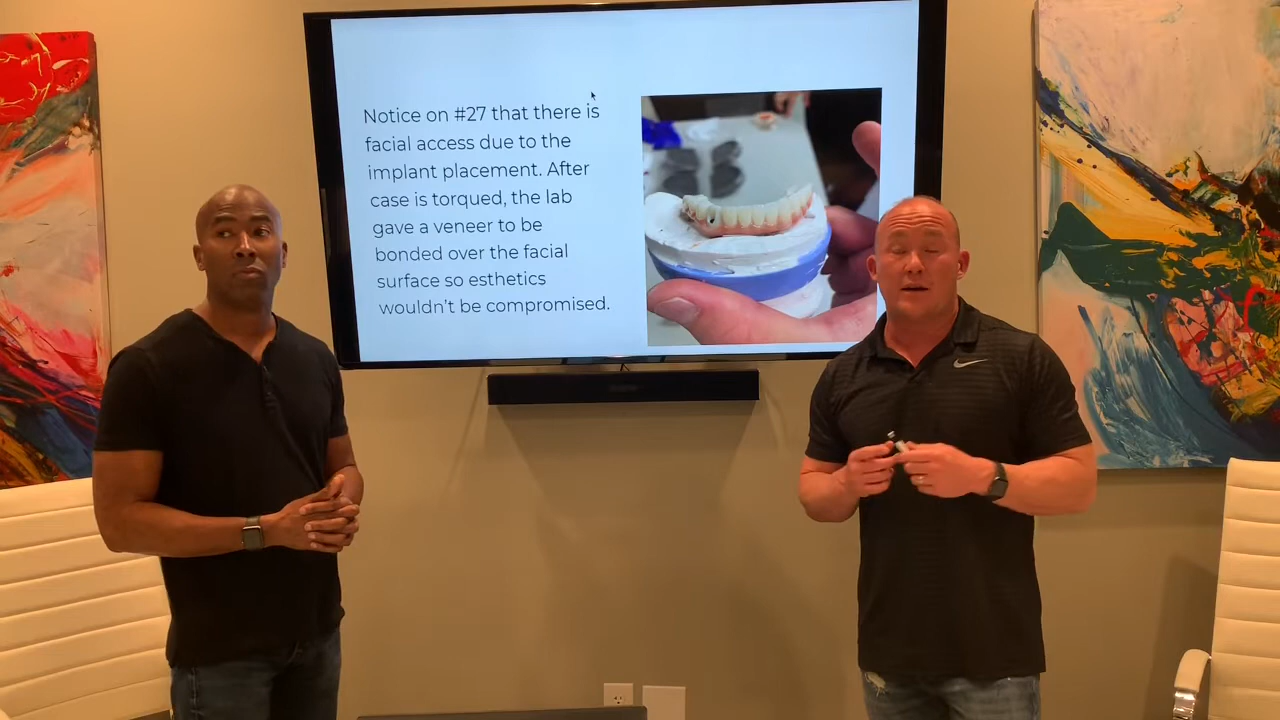 Notice on #27 that there is
facial access due to the
implant placement. After
case is torqued, the lab
gave a veneer to be
bonded over the facial
surface so esthetics
wouldn't be compromised.